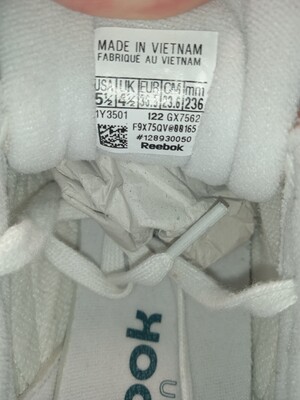 MADE IN VIETNAM
FABRIQUÉ AU VIETNAM
USA UK EUR CM mm
5½ 4½ 36.5 23.6 236
1Y3501 I22 GX7562
F9X75QV@08165
#128930050
Reebok
ook